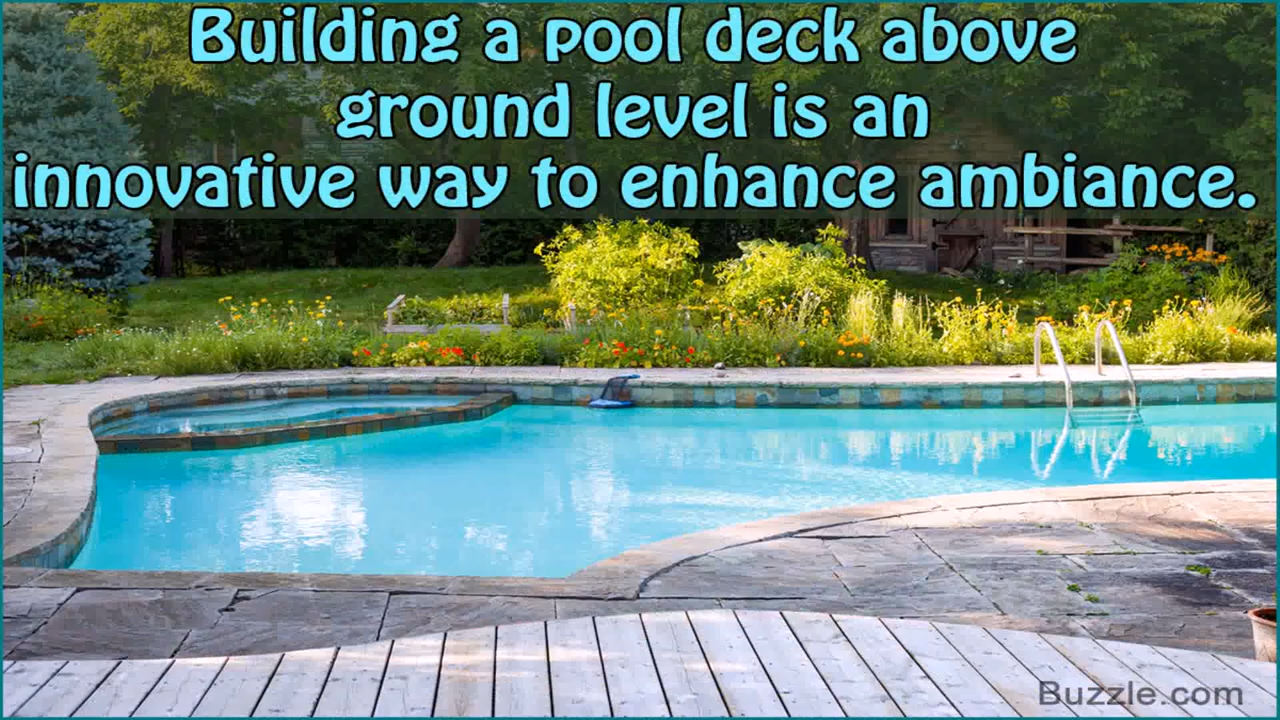 Building a pool deck above
ground level is an
innovative way to enhance ambiance.
Buzzle.com